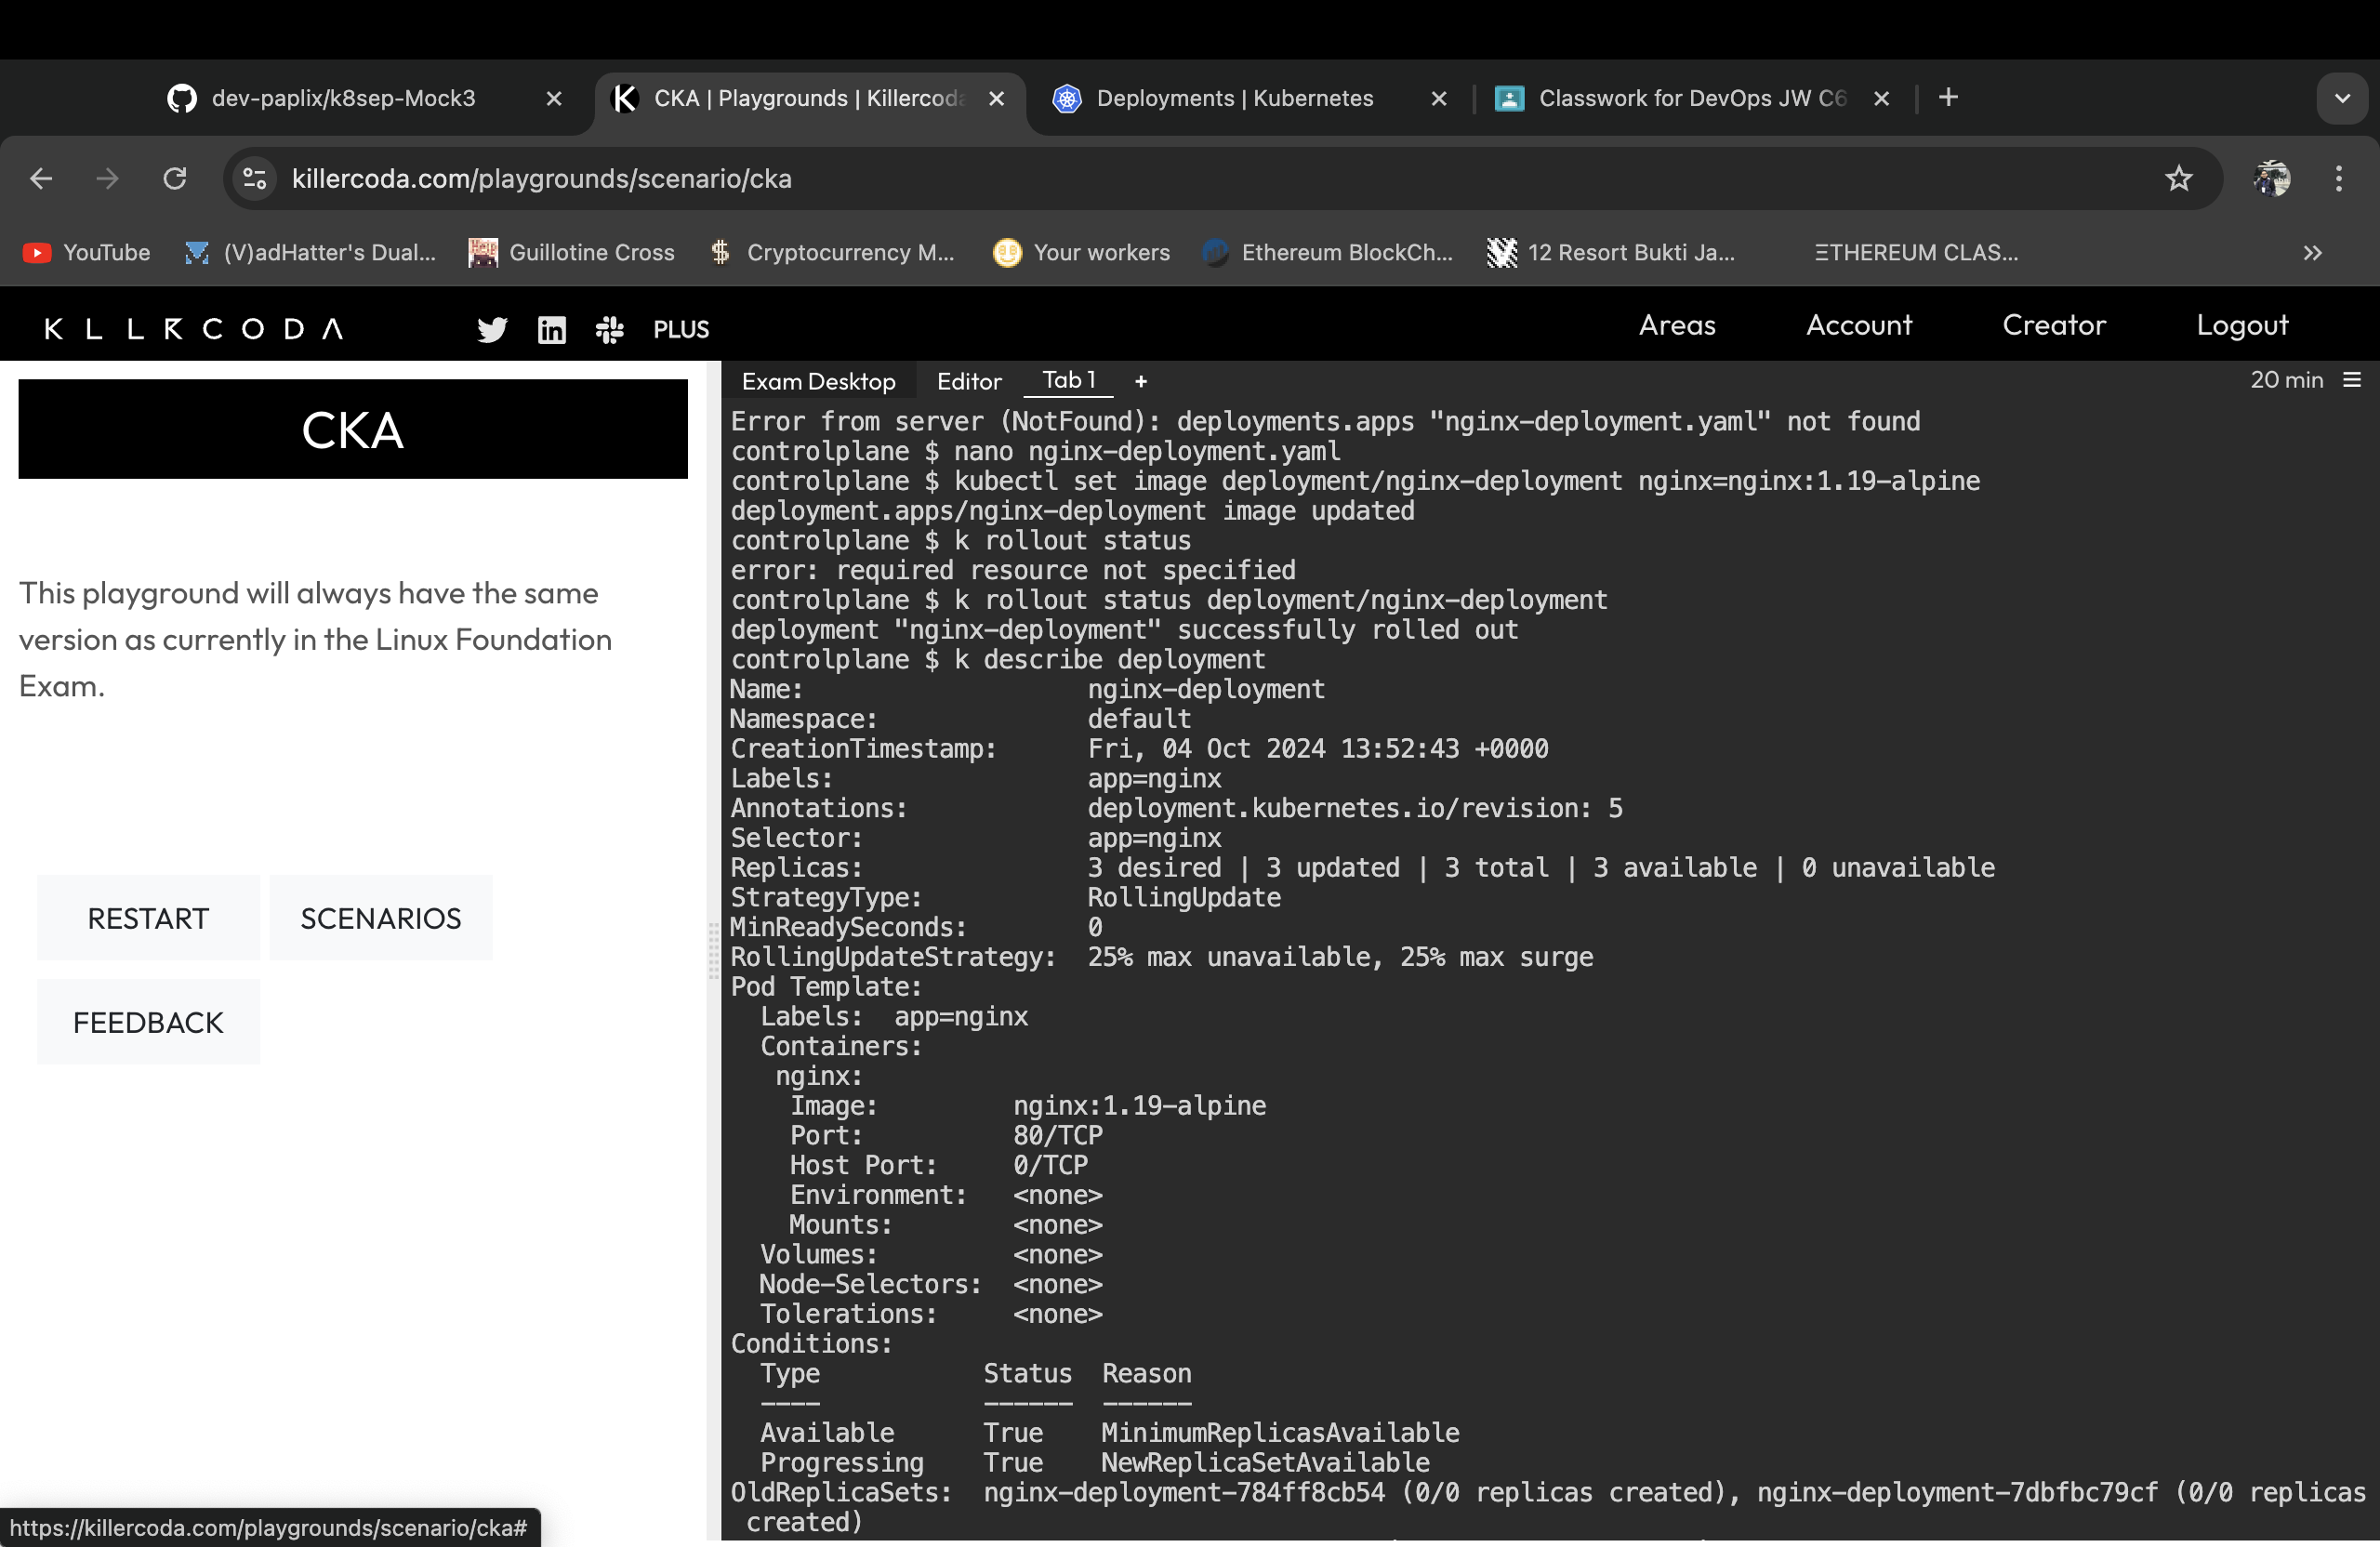 dev-paplix/k8sep-Mock3
CKA | Playgrounds | Killercoda
Deployments | Kubernetes
Classwork for DevOps JW C6
killercoda.com/playgrounds/scenario/cka
YouTube
(V)adHatter's Dual...
Guillotine Cross
Cryptocurrency M...
Your workers
Ethereum BlockCh...
12 Resort Bukti Ja...
ΞTHEREUM CLAS...
KLLRCODA
PLUS
Areas
Account
Creator
Logout
CKA
This playground will always have the same
version as currently in the Linux Foundation
Exam.
RESTART
SCENARIOS
FEEDBACK
https://killercoda.com/playgrounds/scenario/cka#
Exam Desktop
Editor
Tab 1
+
20 min
Error from server (NotFound): deployments.apps "nginx-deployment.yaml" not found
controlplane $ nano nginx-deployment.yaml
controlplane $ kubectl set image deployment/nginx-deployment nginx=nginx:1.19-alpine
deployment.apps/nginx-deployment image updated
controlplane $ k rollout status
error: required resource not specified
controlplane $ k rollout status deployment/nginx-deployment
deployment "nginx-deployment" successfully rolled out
controlplane $ k describe deployment
Name: nginx-deployment
Namespace: default
CreationTimestamp: Fri, 04 Oct 2024 13:52:43 +0000
Labels: app=nginx
Annotations: deployment.kubernetes.io/revision: 5
Selector: app=nginx
Replicas: 3 desired | 3 updated | 3 total | 3 available | 0 unavailable
StrategyType: RollingUpdate
MinReadySeconds: 0
RollingUpdateStrategy: 25% max unavailable, 25% max surge
Pod Template:
Labels: app=nginx
Containers:
nginx:
Image: nginx:1.19-alpine
Port: 80/TCP
Host Port: 0/TCP
Environment: <none>
Mounts: <none>
Volumes: <none>
Node-Selectors: <none>
Tolerations: <none>
Conditions:
Type Status Reason
---- ------ ------
Available True MinimumReplicasAvailable
Progressing True NewReplicaSetAvailable
OldReplicaSets: nginx-deployment-784ff8cb54 (0/0 replicas created), nginx-deployment-7dbfbc79cf (0/0 replicas
created)